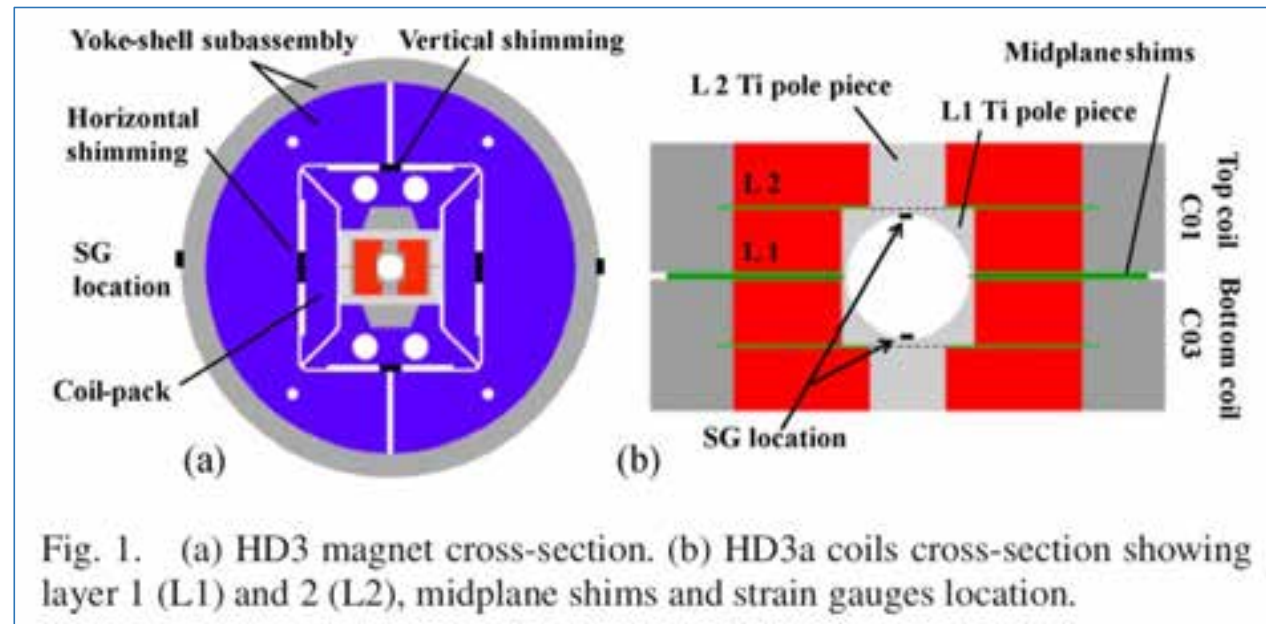 Yoke-shell subassembly
Vertical shimming
Horizontal
shimming
SG
location
Coil-pack
(a)
Midplane shims
L 2 Ti pole piece
L1 Ti pole piece
L 2
L 1
Top coil
C01
Bottom coil
C03
SG location
(b)
Fig. 1. (a) HD3 magnet cross-section. (b) HD3a coils cross-section showing
layer 1 (L1) and 2 (L2), midplane shims and strain gauges location.